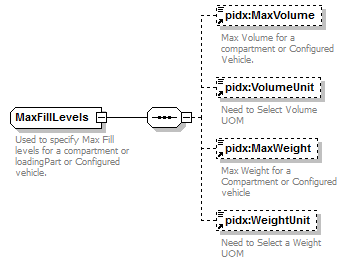 pidx:MaxVolume
Max Volume for a
compartment or Configured
Vehicle.
pidx:VolumeUnit
Need to Select Volume
UOM
MaxFillLevels
Used to specify Max Fill
levels for a compartment or
loadingPart or Configured
vehicle.
pidx:MaxWeight
Max Weight for a
Compartment or Configured
vehicle
pidx:WeightUnit
Need to Select a Weight
UOM